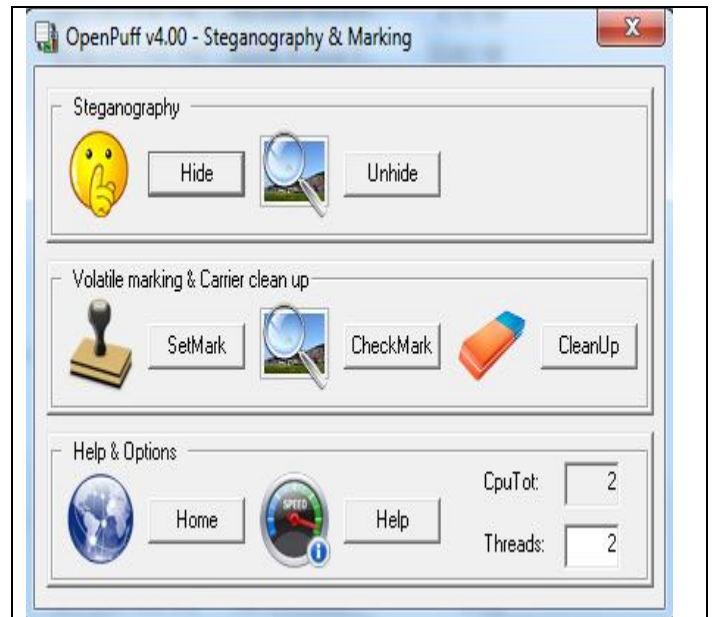 OpenPuff v4.00 - Steganography & Marking
X
Steganography
Hide
Unhide
Volatile marking & Carrier clean up
SetMark
CheckMark
CleanUp
Help & Options
SPEED
Home
Help
CpuTot: 2
Threads: 2